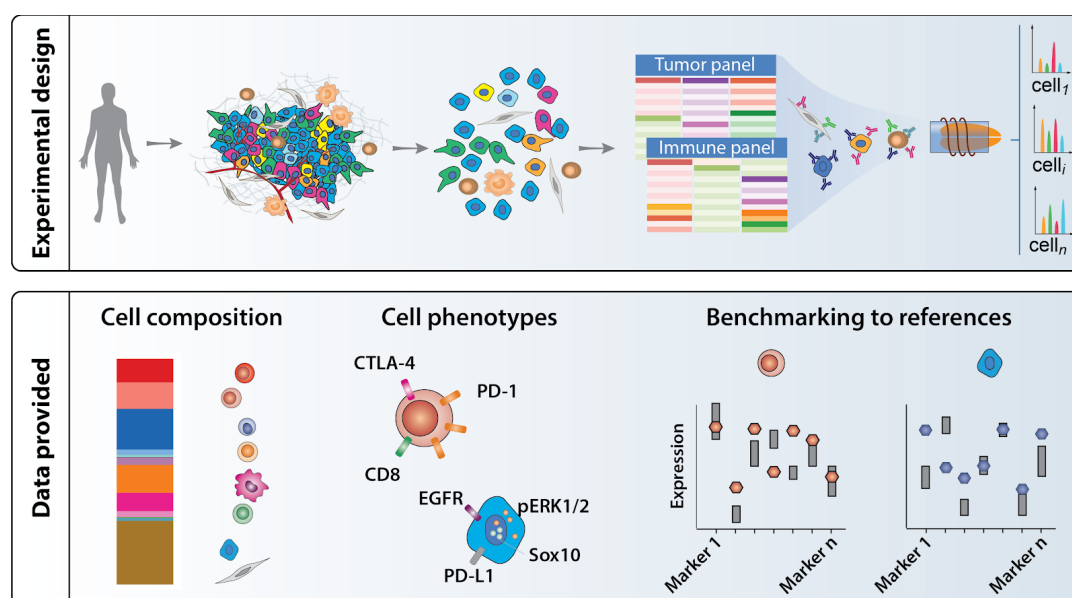 Experimental design
Tumor panel
Immune panel
cell1
celli
celln
Data provided
Cell composition
Cell phenotypes
Benchmarking to references
CTLA-4
PD-1
CD8
EGFR
pERK1/2
Sox10
PD-L1
Expression
Marker 1
Marker n
Marker 1
Marker n